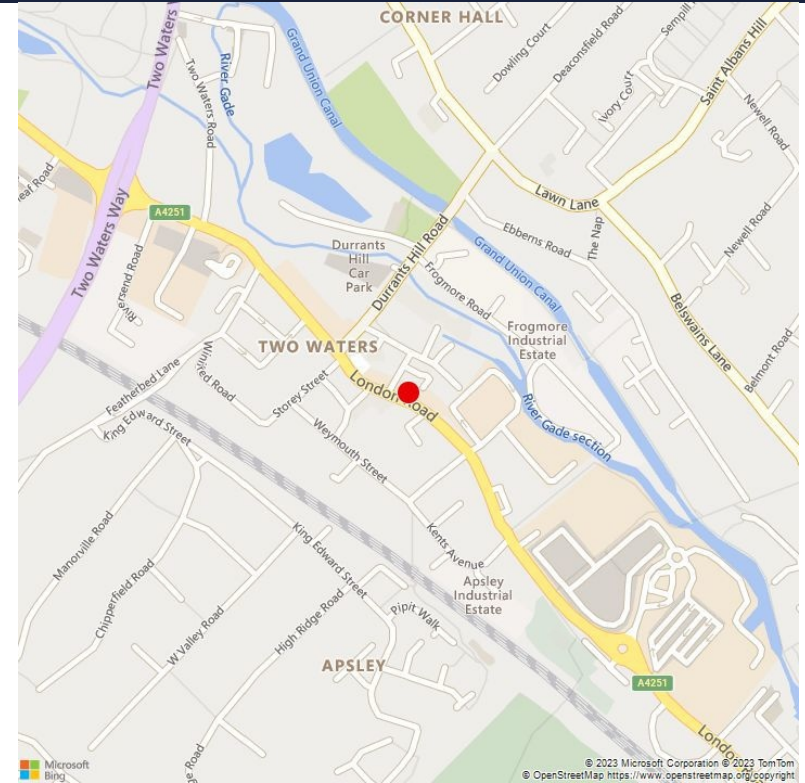 CORNER HALL
Two Waters
River Gade
Grand Union Canal
Dowling Court
Deaconsfield Road
Sempill
Ivory Court
Saint Albans Hill
Newell Road
Two Waters Road
Two Waters Way
A4251
Lawn Lane
The Nap
Newell Road
Ebberns Road
Grand Union Canal
Durrants
Hill
Car
Park
Durrants Hill Road
Riversend Road
Frogmore Road
Belswains Lane
Frogmore
Industrial
Estate
TWO WATERS
Belmont Road
Featherbed Lane
Winifred Road
Storey Street
London Road
River Gade section
King Edward Street
Weymouth Street
Manorville Road
Kents Avenue
King Edward Street
Chipperfield Road
Apsley
Industrial
Estate
High Ridge Road
Pipit Walk
W Valley Road
APSLEY
A4251
London
Road
Microsoft
Bing
© 2023 Microsoft Corporation © 2023 TomTom
© OpenStreetMap https://www.openstreetmap.org/copyright